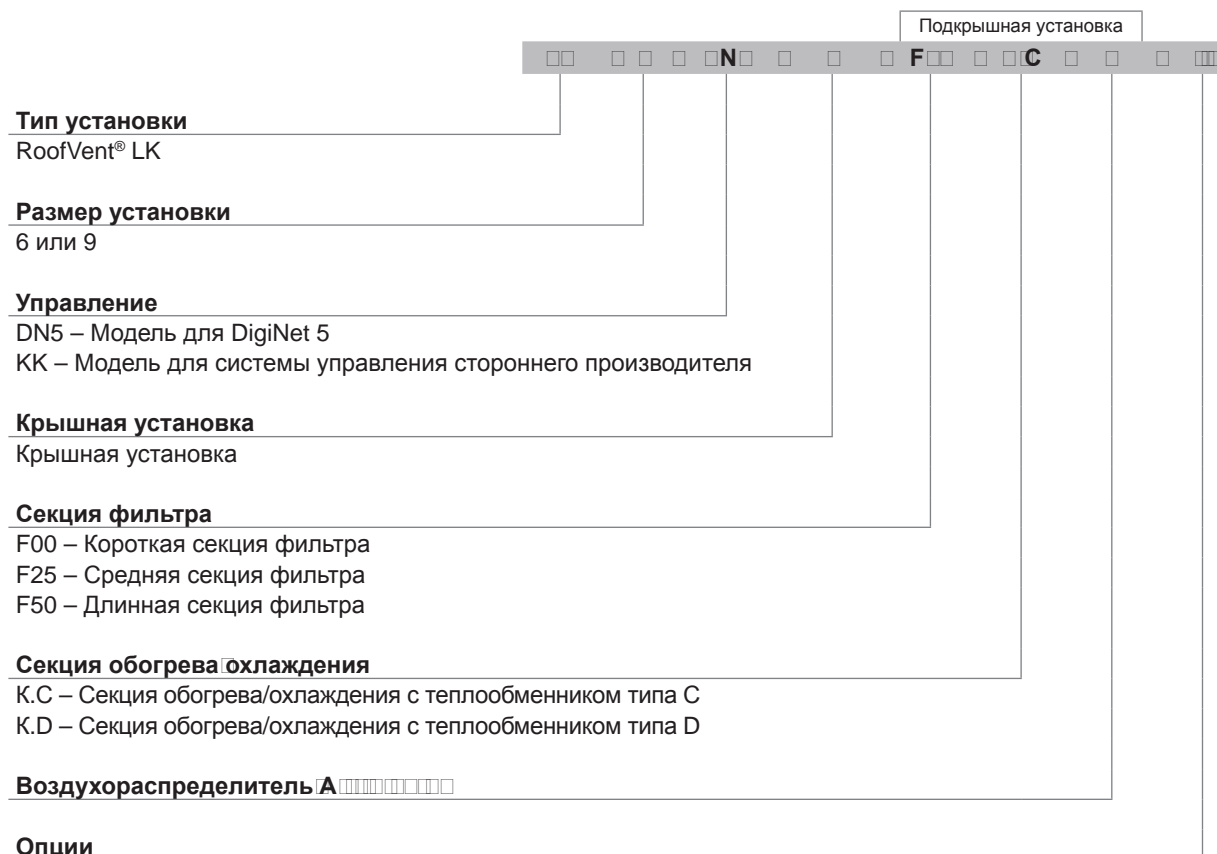 Подкрышная установка
N F C
Тип установки
RoofVent® LK
Размер установки
6 или 9
Управление
DN5 – Модель для DigiNet 5
KK – Модель для системы управления стороннего производителя
Крышная установка
Крышная установка
Секция фильтра
F00 – Короткая секция фильтра
F25 – Средняя секция фильтра
F50 – Длинная секция фильтра
Секция обогрева охлаждения
К.C – Секция обогрева/охлаждения с теплообменником типа C
К.D – Секция обогрева/охлаждения с теплообменником типа D
Воздухораспределитель A
Опции